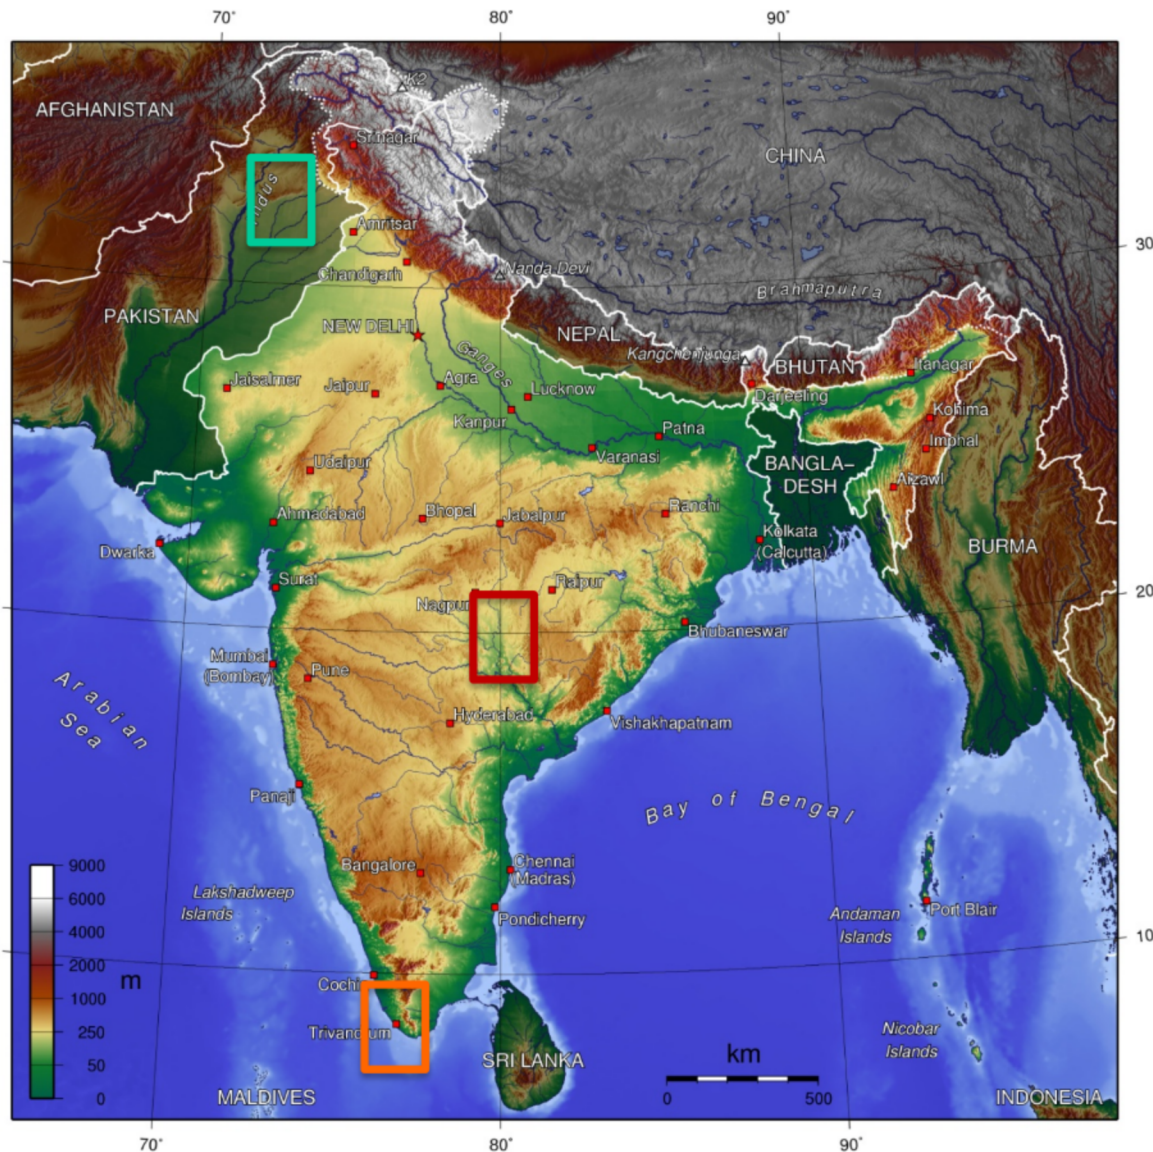 70°
80°
90°
K2
AFGHANISTAN
Srinagar
CHINA
Indus
Amritsar
30
Chandigarh
Nanda Devi
Brahmaputra
PAKISTAN
NEW DELHI
NEPAL
Ganges
Kangchenjunga
BHUTAN
Itanagar
Jaisalmer
Jaipur
Agra
Lucknow
Darjeeling
Kanpur
Kohima
Patna
Imphal
Varanasi
Udaipur
BANGLA–
DESH
Aizawl
Ahmadabad
Bhopal
Jabalpur
Ranchi
Kolkata
(Calcutta)
Dwarka
BURMA
Surat
Raipur
20
Nagpur
Bhubaneswar
Mumbai
(Bombay)
Pune
Arabian
Sea
Hyderabad
Vishakhapatnam
Panaji
Bay of Bengal
Bangalore
Chennai
(Madras)
9000
6000
4000
2000
1000
250
50
0
m
Lakshadweep
Islands
Pondicherry
Andaman
Islands
Port Blair
10
Cochi
Trivandrum
Nicobar
Islands
SRI LANKA
km
0
500
MALDIVES
INDONESIA
70°
80°
90°